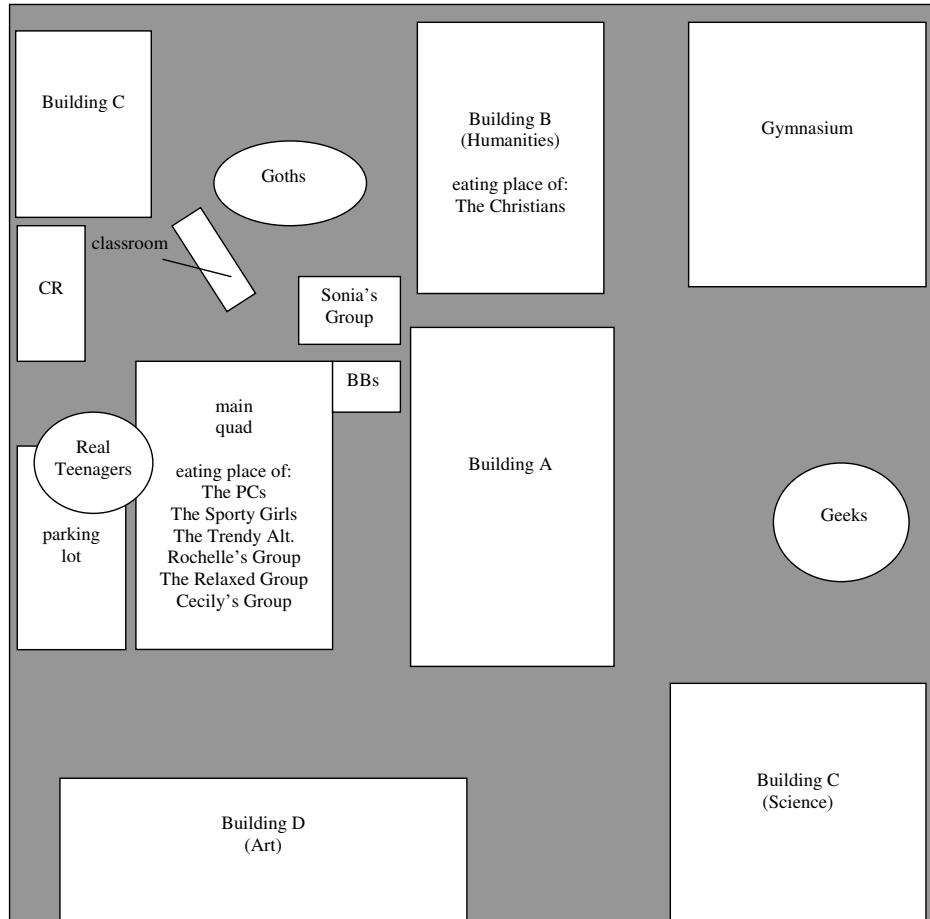 Building C
Building B
(Humanities)
eating place of:
The Christians
Gymnasium
Goths
classroom
CR
Sonia's
Group
BBs
main
quad
eating place of:
The PCs
The Sporty Girls
The Trendy Alt.
Rochelle's Group
The Relaxed Group
Cecily's Group
Real
Teenagers
parking
lot
Building A
Geeks
Building D
(Art)
Building C
(Science)